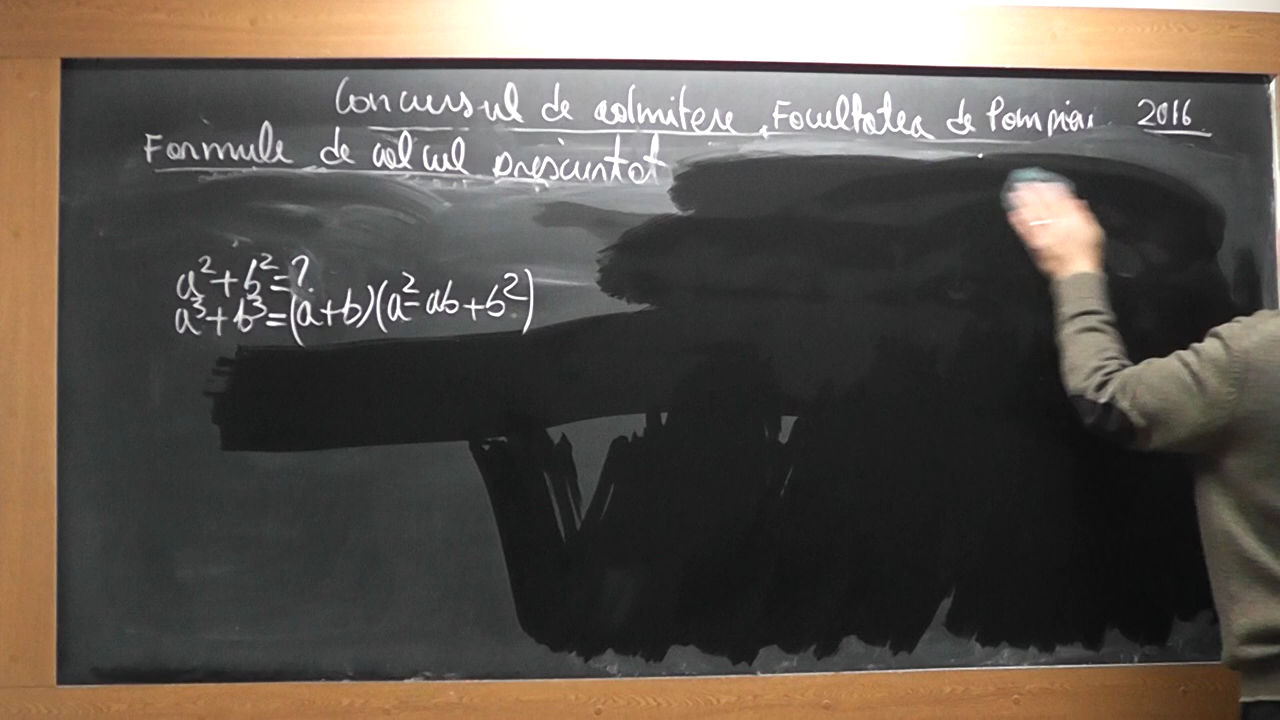 Concursul de admitere, Facultatea de Pompieri 2016
Formule de calcul prescurtat
a²+b²=?
a³+b³=(a+b)(a²-ab+b²)